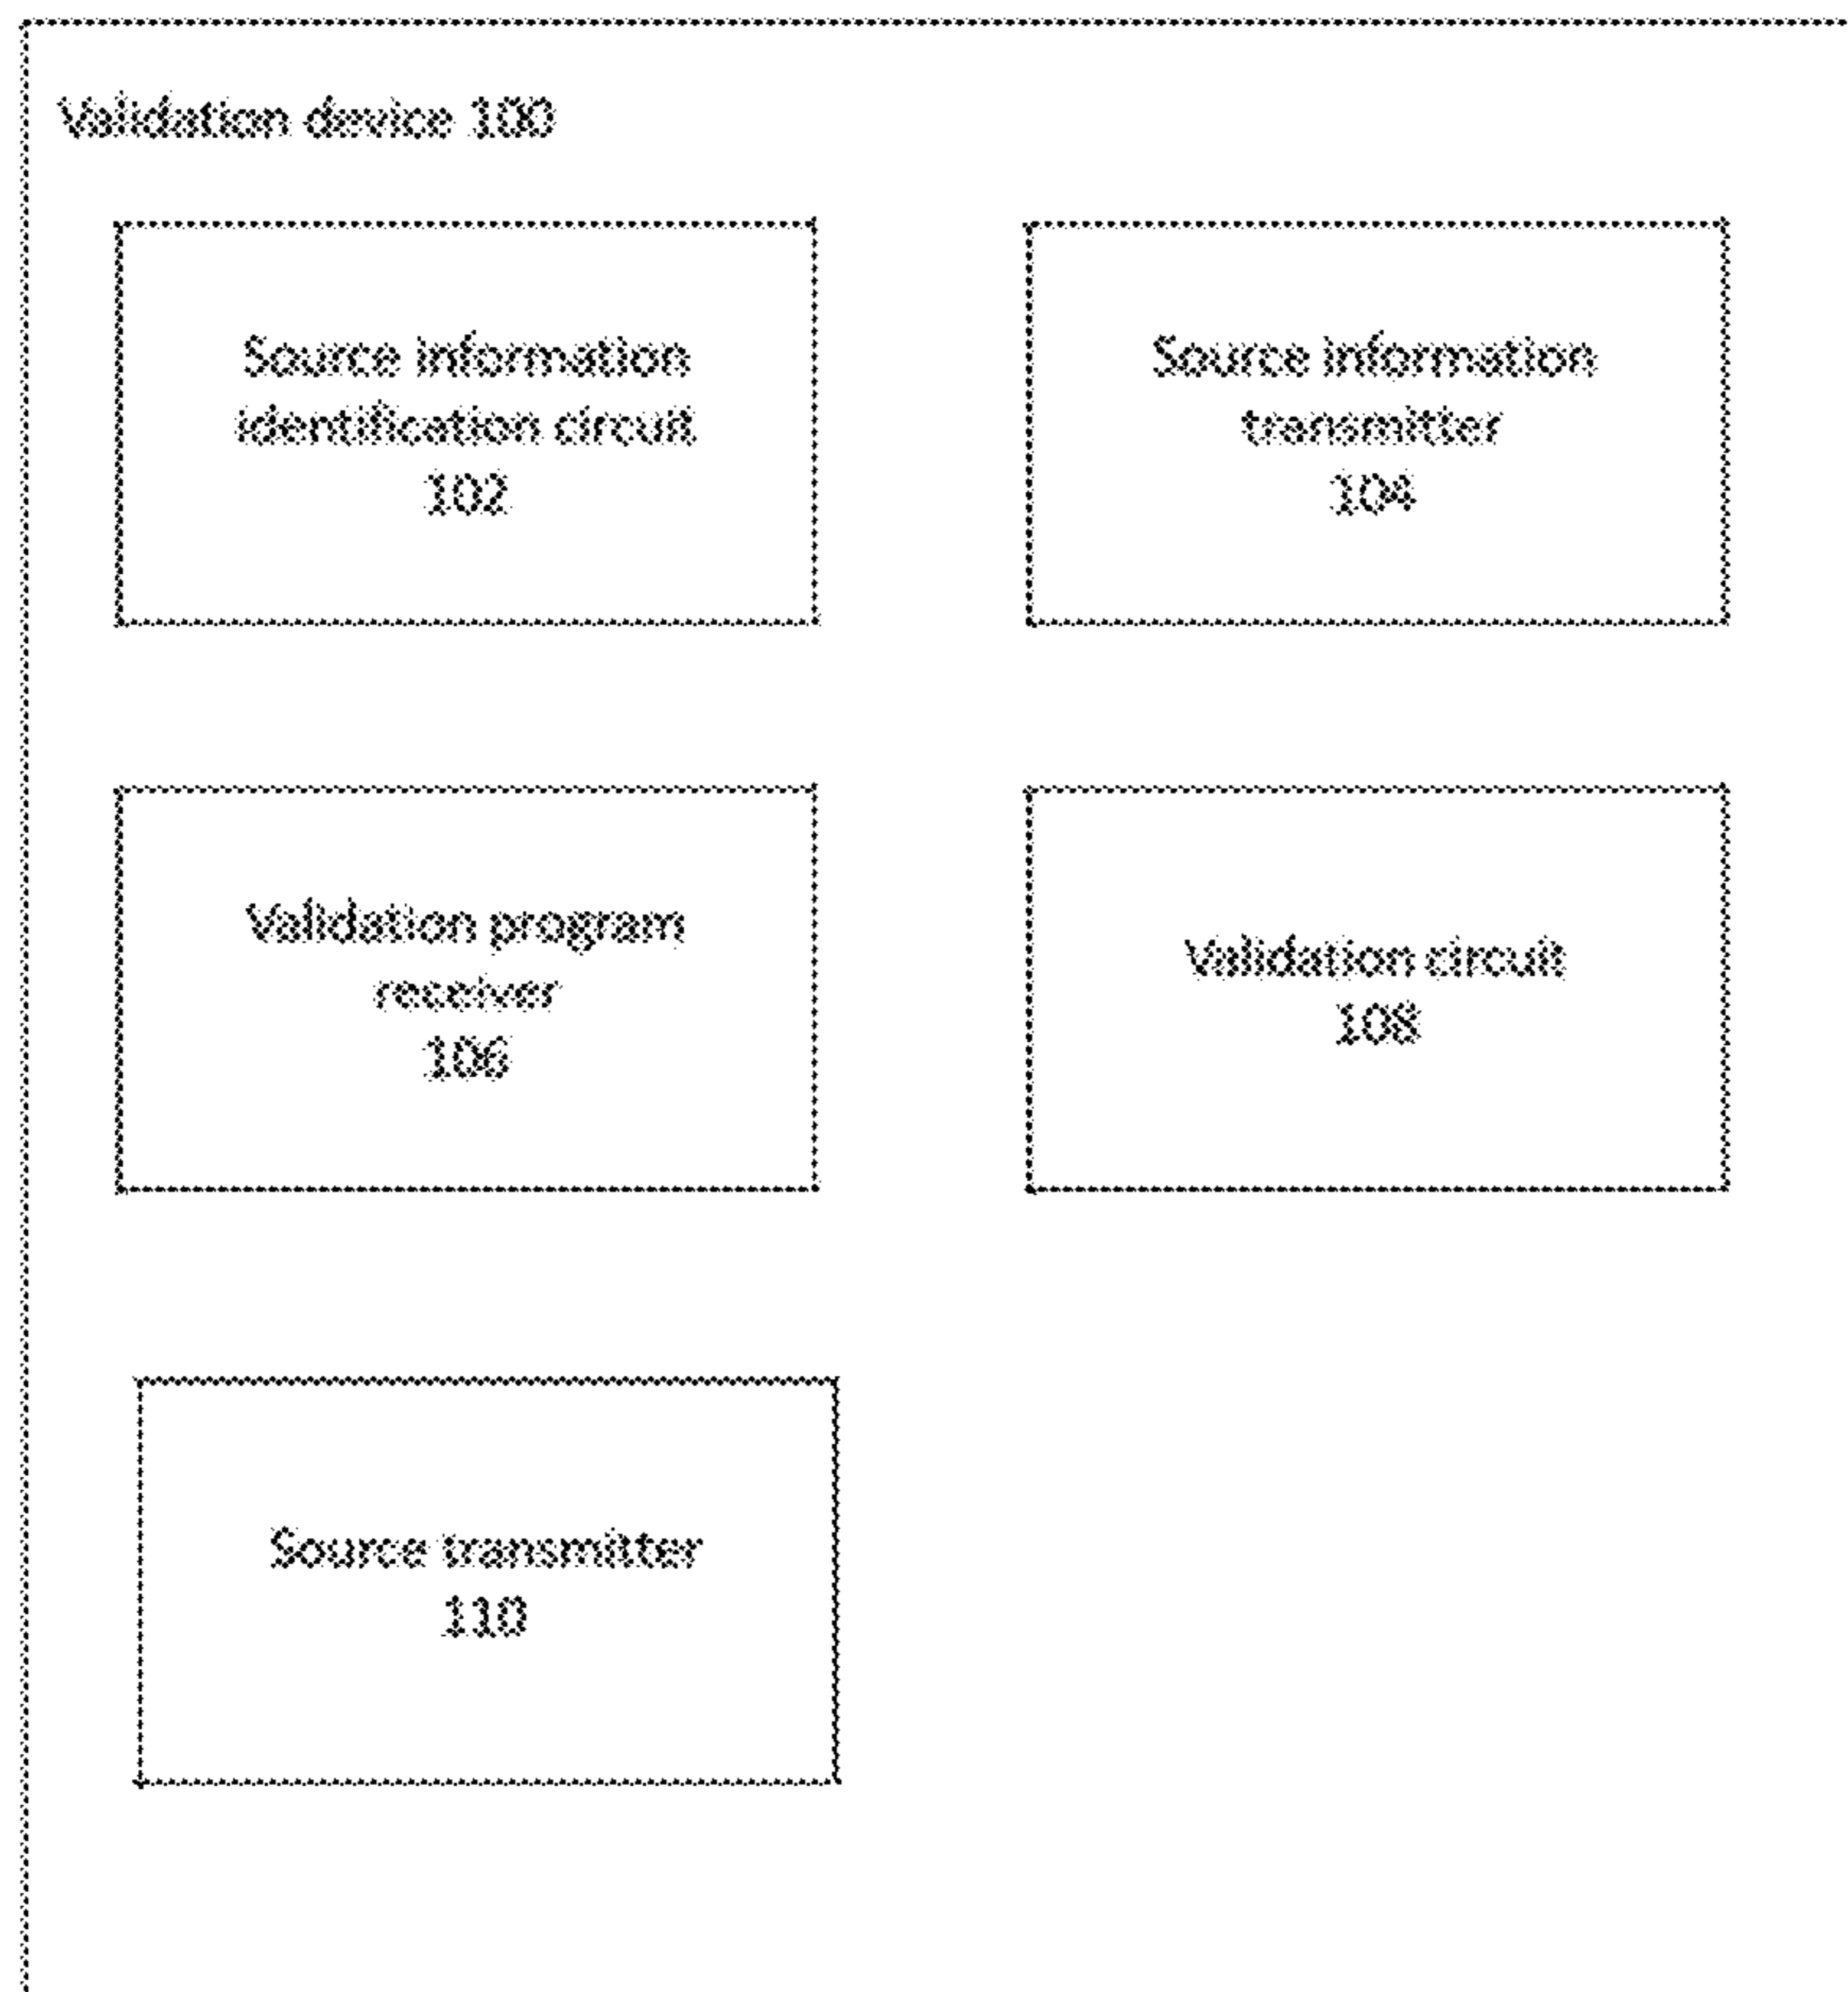 Validation device 100
Source information
identification circuit
102
Source information
transmitter
104
Validation program
receiver
106
Validation circuit
108
Source transmitter
110